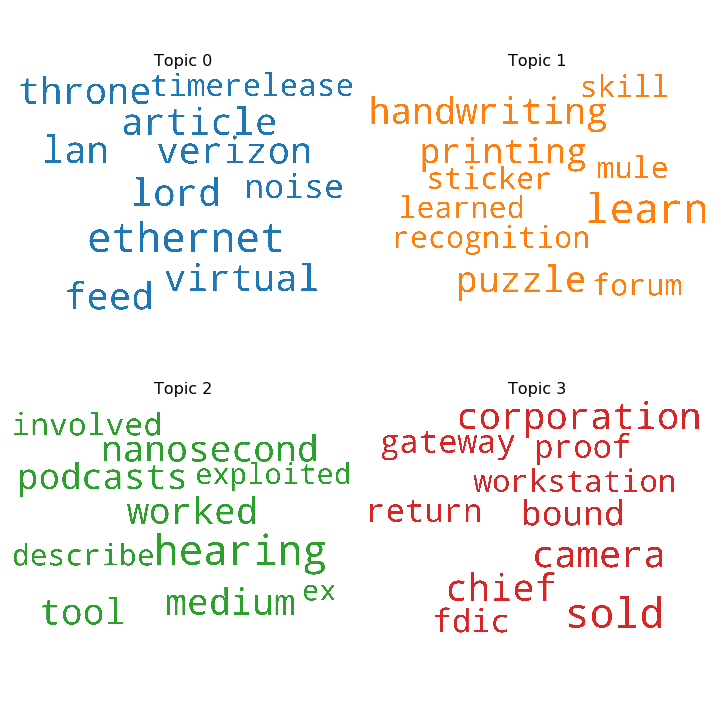 Topic 0
throne timerelease
article
lan verizon
lord noise
ethernet
virtual
feed
Topic 1
skill
handwriting
printing
mule
sticker
learned learn
recognition
puzzle forum
Topic 2
involved
nanosecond
podcasts exploited
worked
describe hearing
ex
medium
tool
Topic 3
corporation
gateway proof
workstation
return bound
camera
chief
sold
fdic